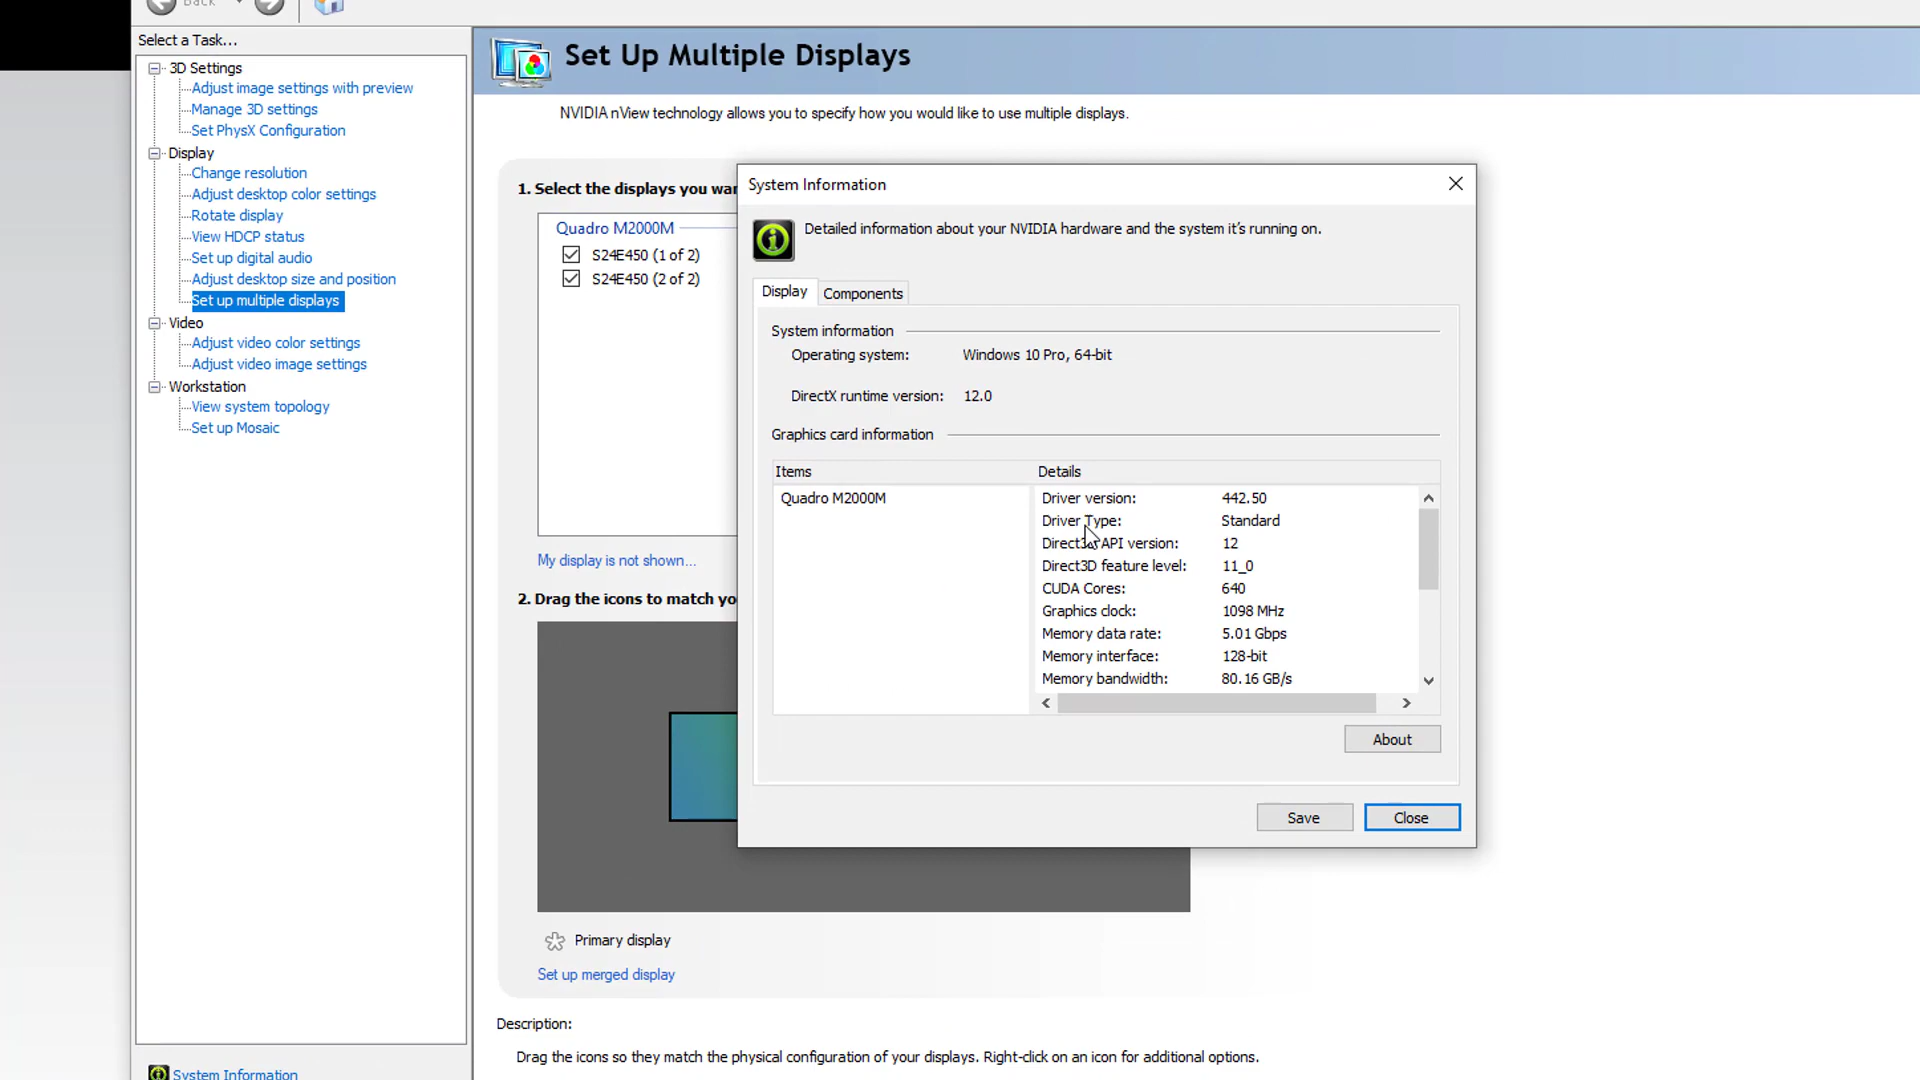 Back
Select a Task...
3D Settings
Adjust image settings with preview
Manage 3D settings
Set PhysX Configuration
Display
Change resolution
Adjust desktop color settings
Rotate display
View HDCP status
Set up digital audio
Adjust desktop size and position
Set up multiple displays
Video
Adjust video color settings
Adjust video image settings
Workstation
View system topology
Set up Mosaic
System Information
Set Up Multiple Displays
NVIDIA nView technology allows you to specify how you would like to use multiple displays.
1. Select the displays you wa
Quadro M2000M
S24E450 (1 of 2)
S24E450 (2 of 2)
My display is not shown...
2. Drag the icons to match yo
Primary display
Set up merged display
Description:
Drag the icons so they match the physical configuration of your displays. Right-click on an icon for additional options.
System Information
Detailed information about your NVIDIA hardware and the system it's running on.
Display Components
System information
Operating system: Windows 10 Pro, 64-bit
DirectX runtime version: 12.0
Graphics card information
Items Details
Quadro M2000M
Driver version: 442.50
Driver Type: Standard
Direct3D API version: 12
Direct3D feature level: 11_0
CUDA Cores: 640
Graphics clock: 1098 MHz
Memory data rate: 5.01 Gbps
Memory interface: 128-bit
Memory bandwidth: 80.16 GB/s
About
Save Close